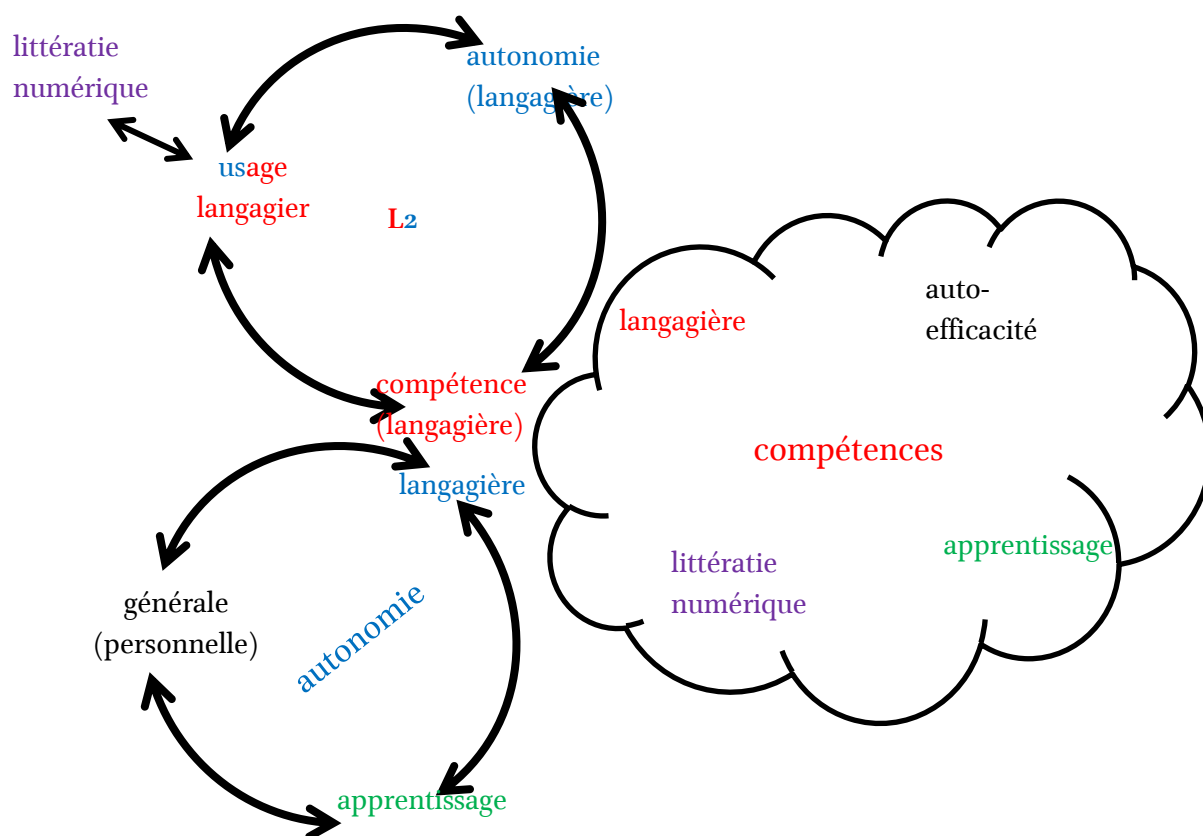 littératie
numérique
autonomie
(langagière)
usage
langagier
L2
compétence
(langagière)
langagière
générale
(personnelle)
autonomie
apprentissage
langagière
auto-
efficacité
compétences
littératie
numérique
apprentissage